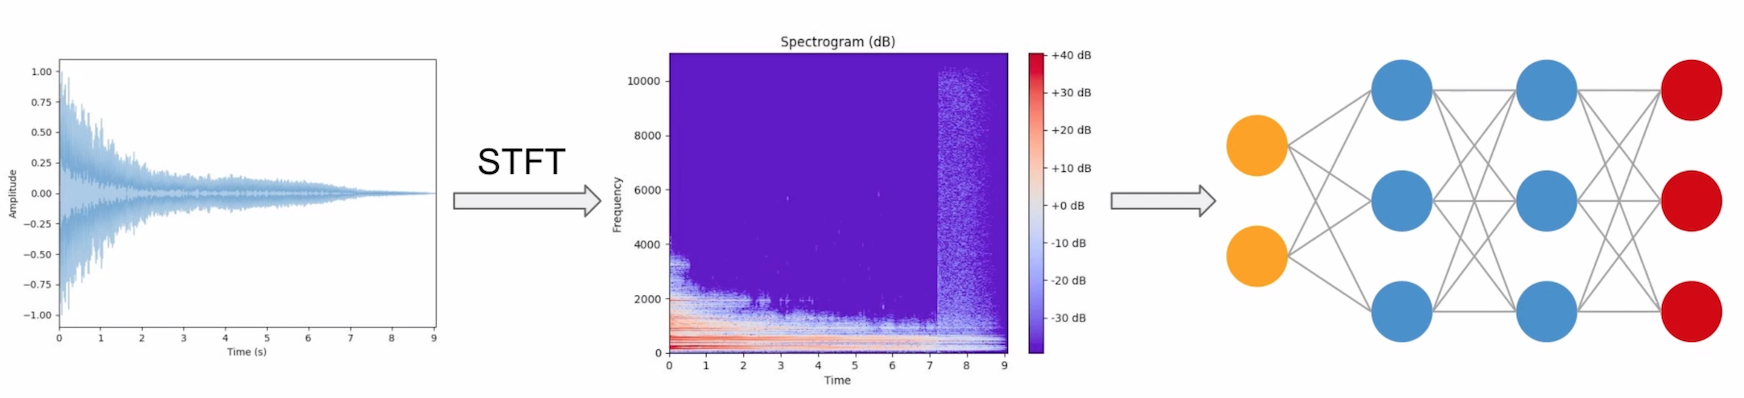 1.00
0.75
0.50
0.25
0.00
−0.25
−0.50
−0.75
−1.00
Amplitude
0 1 2 3 4 5 6 7 8 9
Time (s)
STFT
Spectrogram (dB)
10000
8000
6000
4000
2000
0
Frequency
0 1 2 3 4 5 6 7 8 9
Time
+40 dB
+30 dB
+20 dB
+10 dB
+0 dB
-10 dB
-20 dB
-30 dB